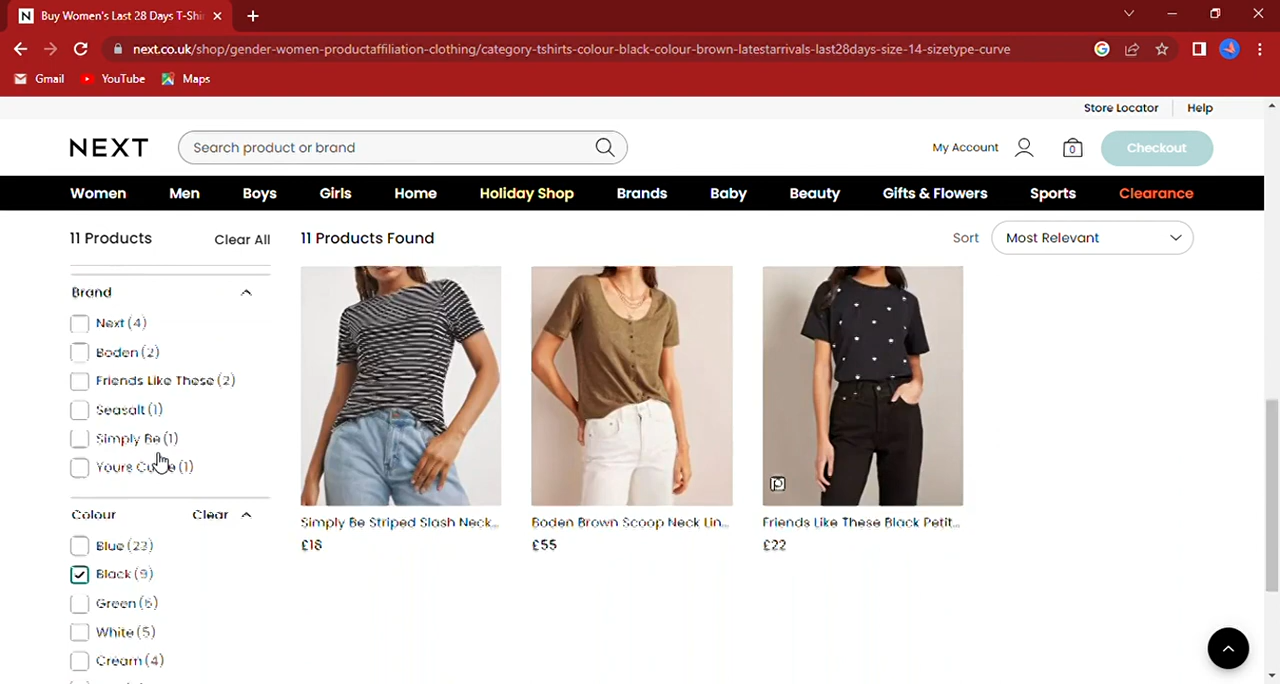 Buy Women's Last 28 Days T-Shir
next.co.uk/shop/gender-women-productaffiliation-clothing/category-tshirts-colour-black-colour-brown-latestarrivals-last28days-size-14-sizetype-curve
Gmail YouTube Maps
Store Locator Help
NEXT Search product or brand My Account 0 Checkout
Women Men Boys Girls Home Holiday Shop Brands Baby Beauty Gifts & Flowers Sports Clearance
11 Products Clear All 11 Products Found Sort Most Relevant
Brand
Next (4)
Boden (2)
Friends Like These (2)
Seasalt (1)
Simply Be (1)
Yours (1)
Colour Clear
Blue (23)
Black (9)
Green (6)
White (5)
Cream (4)
Simply Be Striped Slash Neck...
£18
Boden Brown Scoop Neck Lin...
£55
Friends Like These Black Petit...
£22